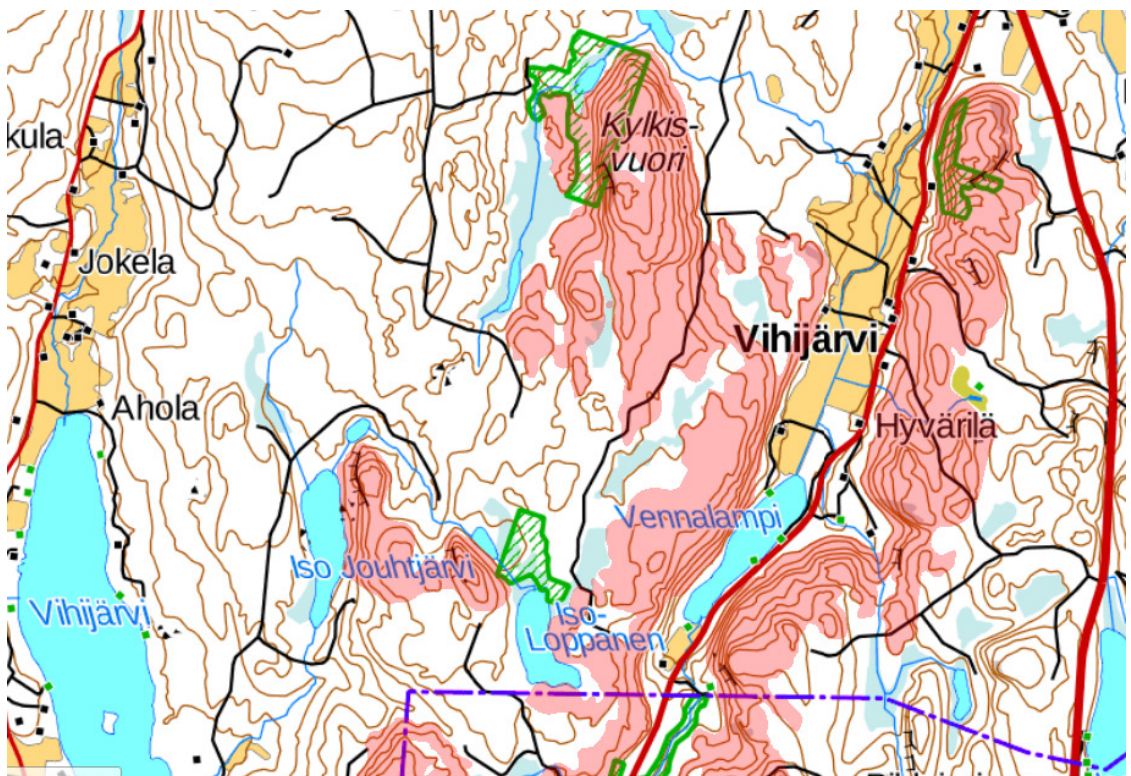 Kylkis-
vuori
kula
Jokela
Vihijärvi
Ahola
Hyvärilä
Vennalampi
Iso Jouhtjärvi
Vihijärvi
Iso-
Loppanen